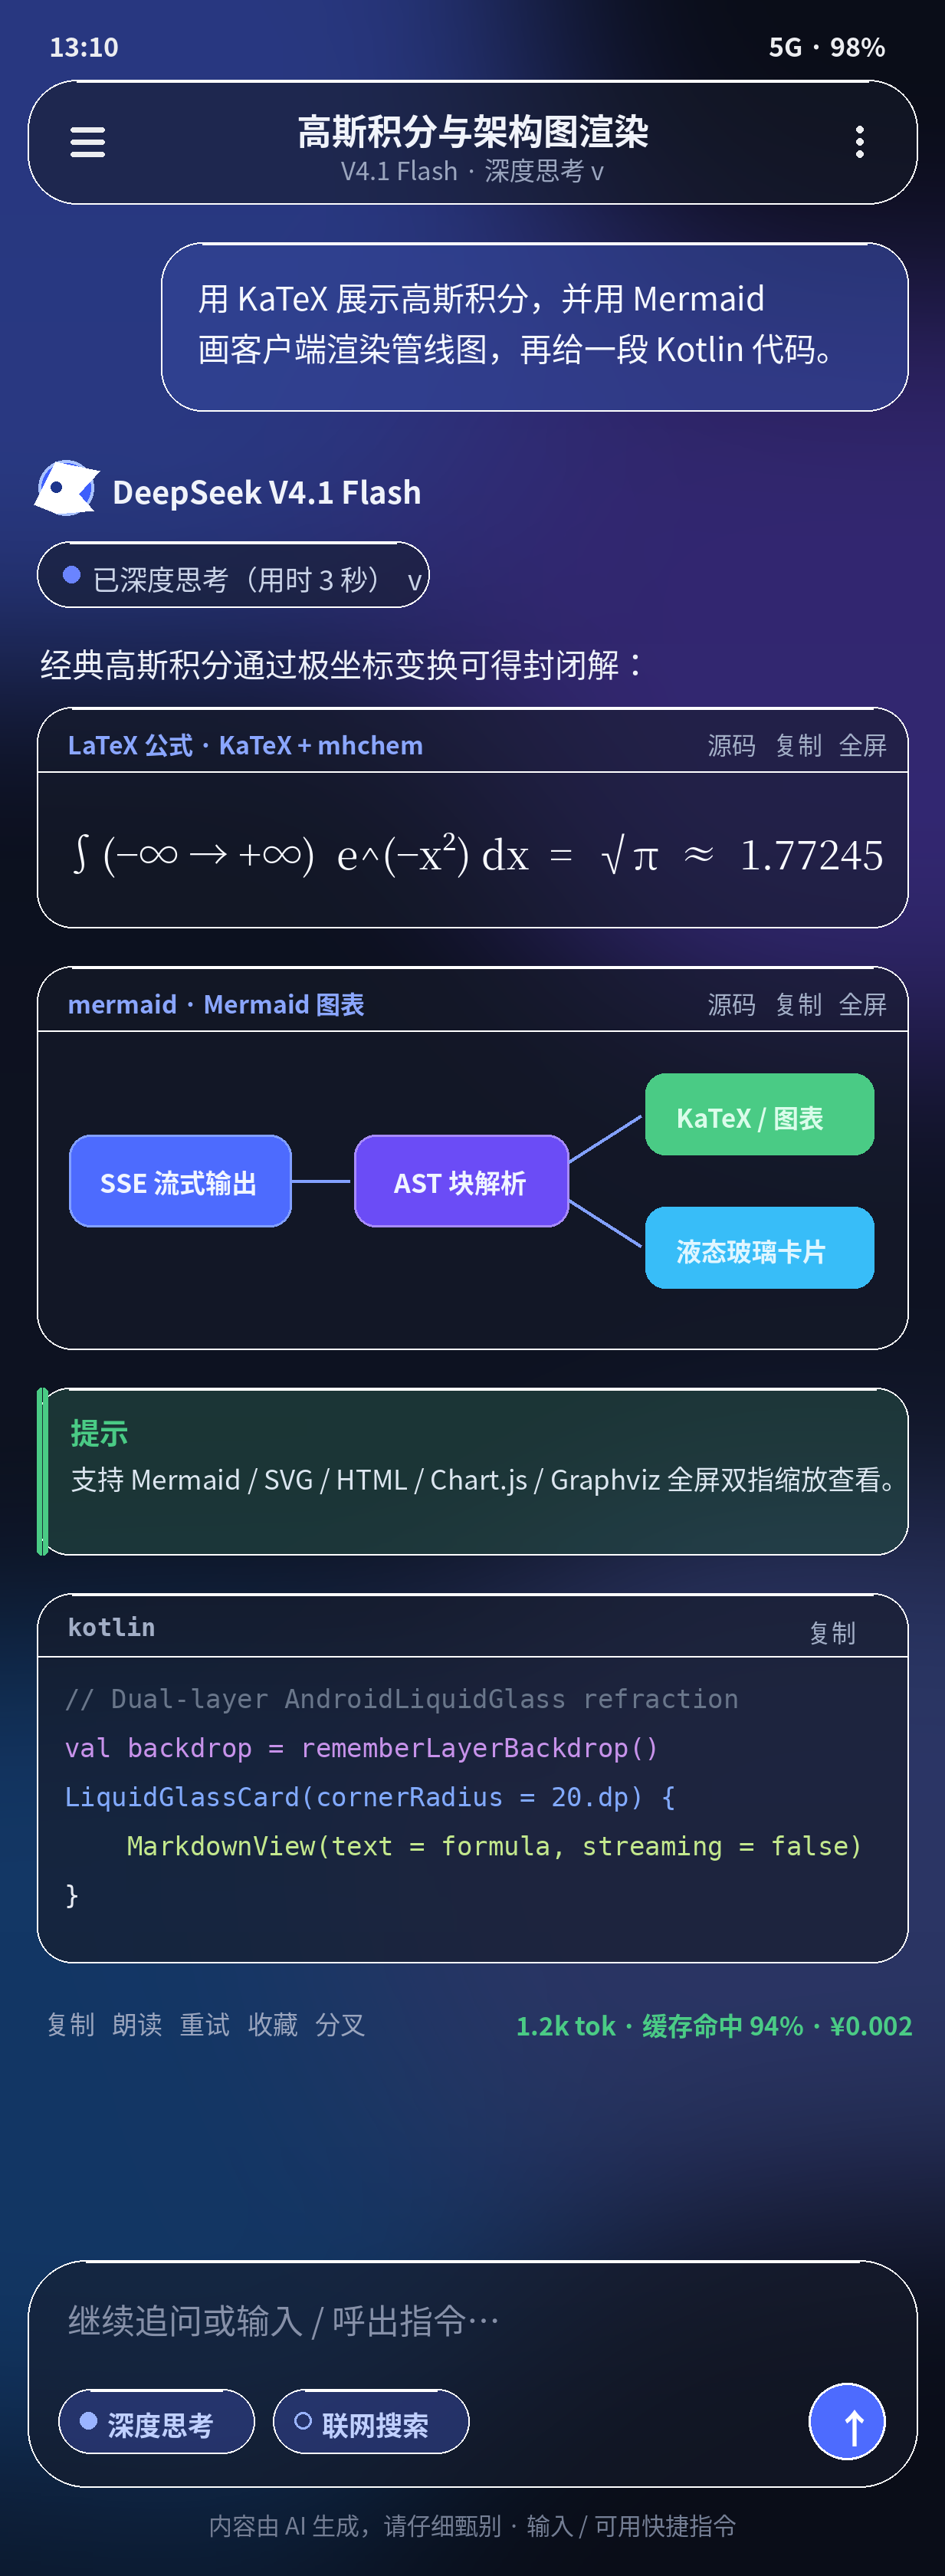 13:10 5G · 98%
高斯积分与架构图渲染
V4.1 Flash · 深度思考 v
用 KaTeX 展示高斯积分，并用 Mermaid
画客户端渲染管线图，再给一段 Kotlin 代码。
DeepSeek V4.1 Flash
已深度思考（用时 3 秒） v
经典高斯积分通过极坐标变换可得封闭解：
LaTeX 公式 · KaTeX + mhchem 源码 复制 全屏
∫ (−∞ → +∞) e^(−x²) dx = √π ≈ 1.77245
mermaid · Mermaid 图表 源码 复制 全屏
KaTeX / 图表
SSE 流式输出 AST 块解析
液态玻璃卡片
提示
支持 Mermaid / SVG / HTML / Chart.js / Graphviz 全屏双指缩放查看。
kotlin 复制
// Dual-layer AndroidLiquidGlass refraction
val backdrop = rememberLayerBackdrop()
LiquidGlassCard(cornerRadius = 20.dp) {
    MarkdownView(text = formula, streaming = false)
}
复制 朗读 重试 收藏 分叉 1.2k tok · 缓存命中 94% · ¥0.002
继续追问或输入 / 呼出指令…
深度思考 联网搜索 ↑
内容由 AI 生成，请仔细甄别 · 输入 / 可用快捷指令